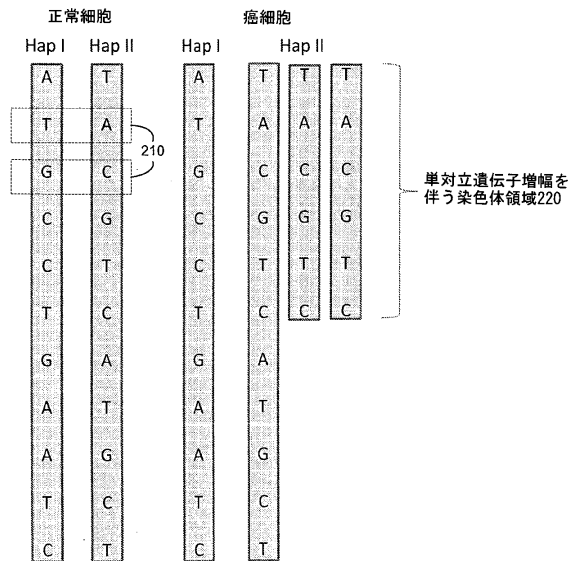 正常細胞 癌細胞
Hap I Hap II Hap I Hap II
A T A T T T
T A T A A A
210
G C G C C C
単対立遺伝子増幅を
伴う染色体領域220
C G C G G G
C T C T T T
T C T C C C
G A G A
A T A T
A G A G
T C T C
C T C T